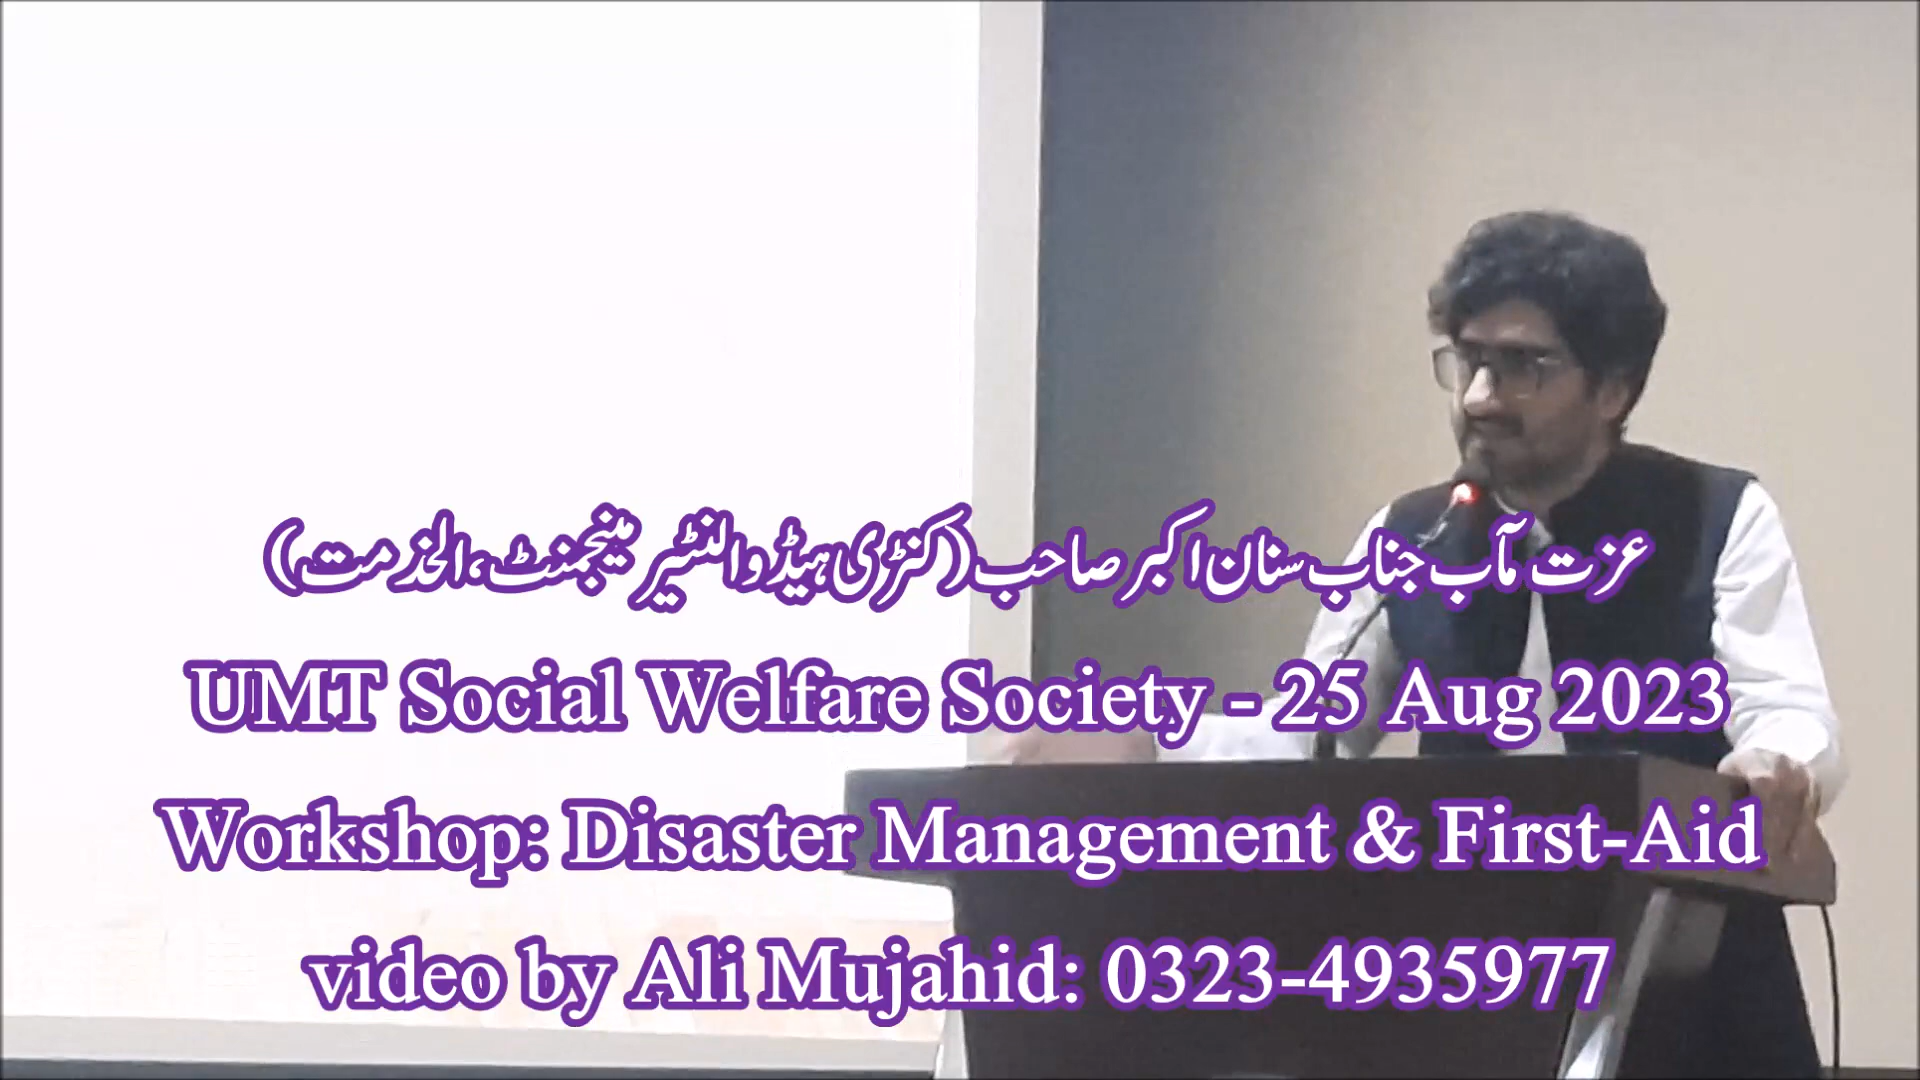 عزت مآب جناب سنان اکبر صاحب (کنٹری ہیڈ والنٹیر مینجمنٹ، الخدمت)
UMT Social Welfare Society - 25 Aug 2023
Workshop: Disaster Management & First-Aid
video by Ali Mujahid: 0323-4935977